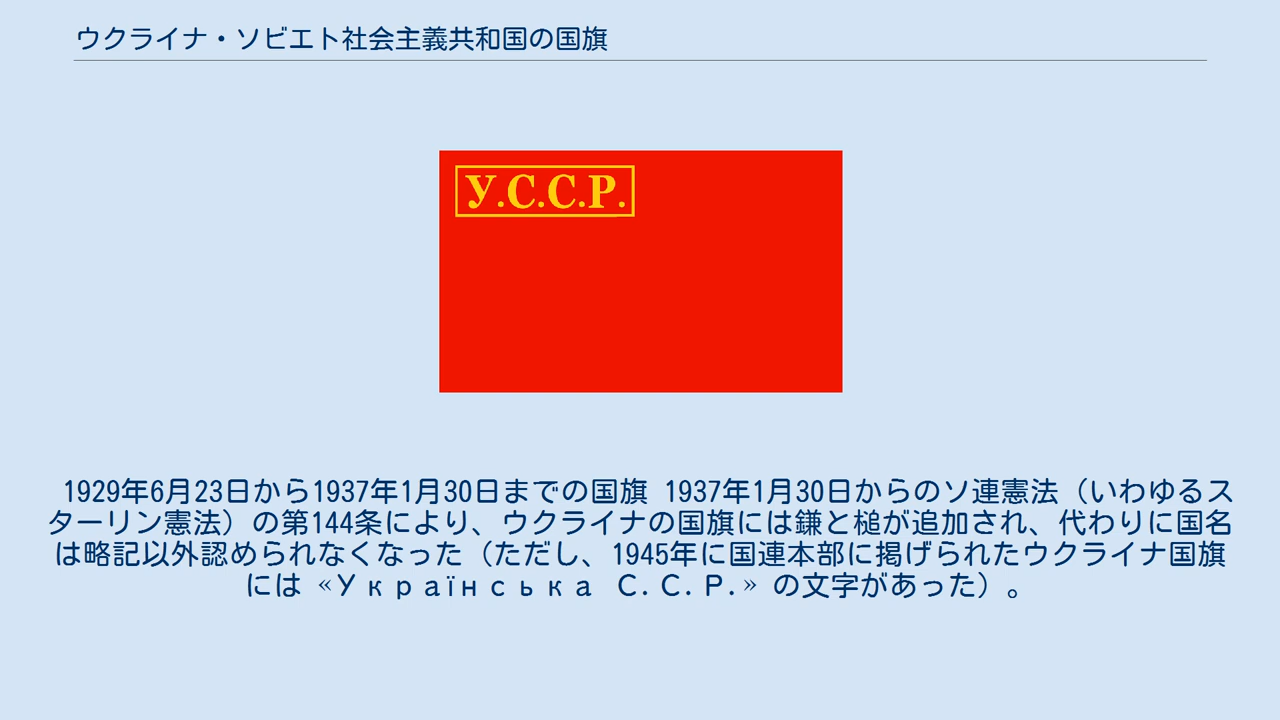 ウクライナ・ソビエト社会主義共和国の国旗
У.С.С.Р.
1929年6月23日から1937年1月30日までの国旗 1937年1月30日からのソ連憲法（いわゆるス
ターリン憲法）の第144条により、ウクライナの国旗には鎌と槌が追加され、代わりに国名
は略記以外認められなくなった（ただし、1945年に国連本部に掲げられたウクライナ国旗
には «Українська С.С.Р.» の文字があった）。